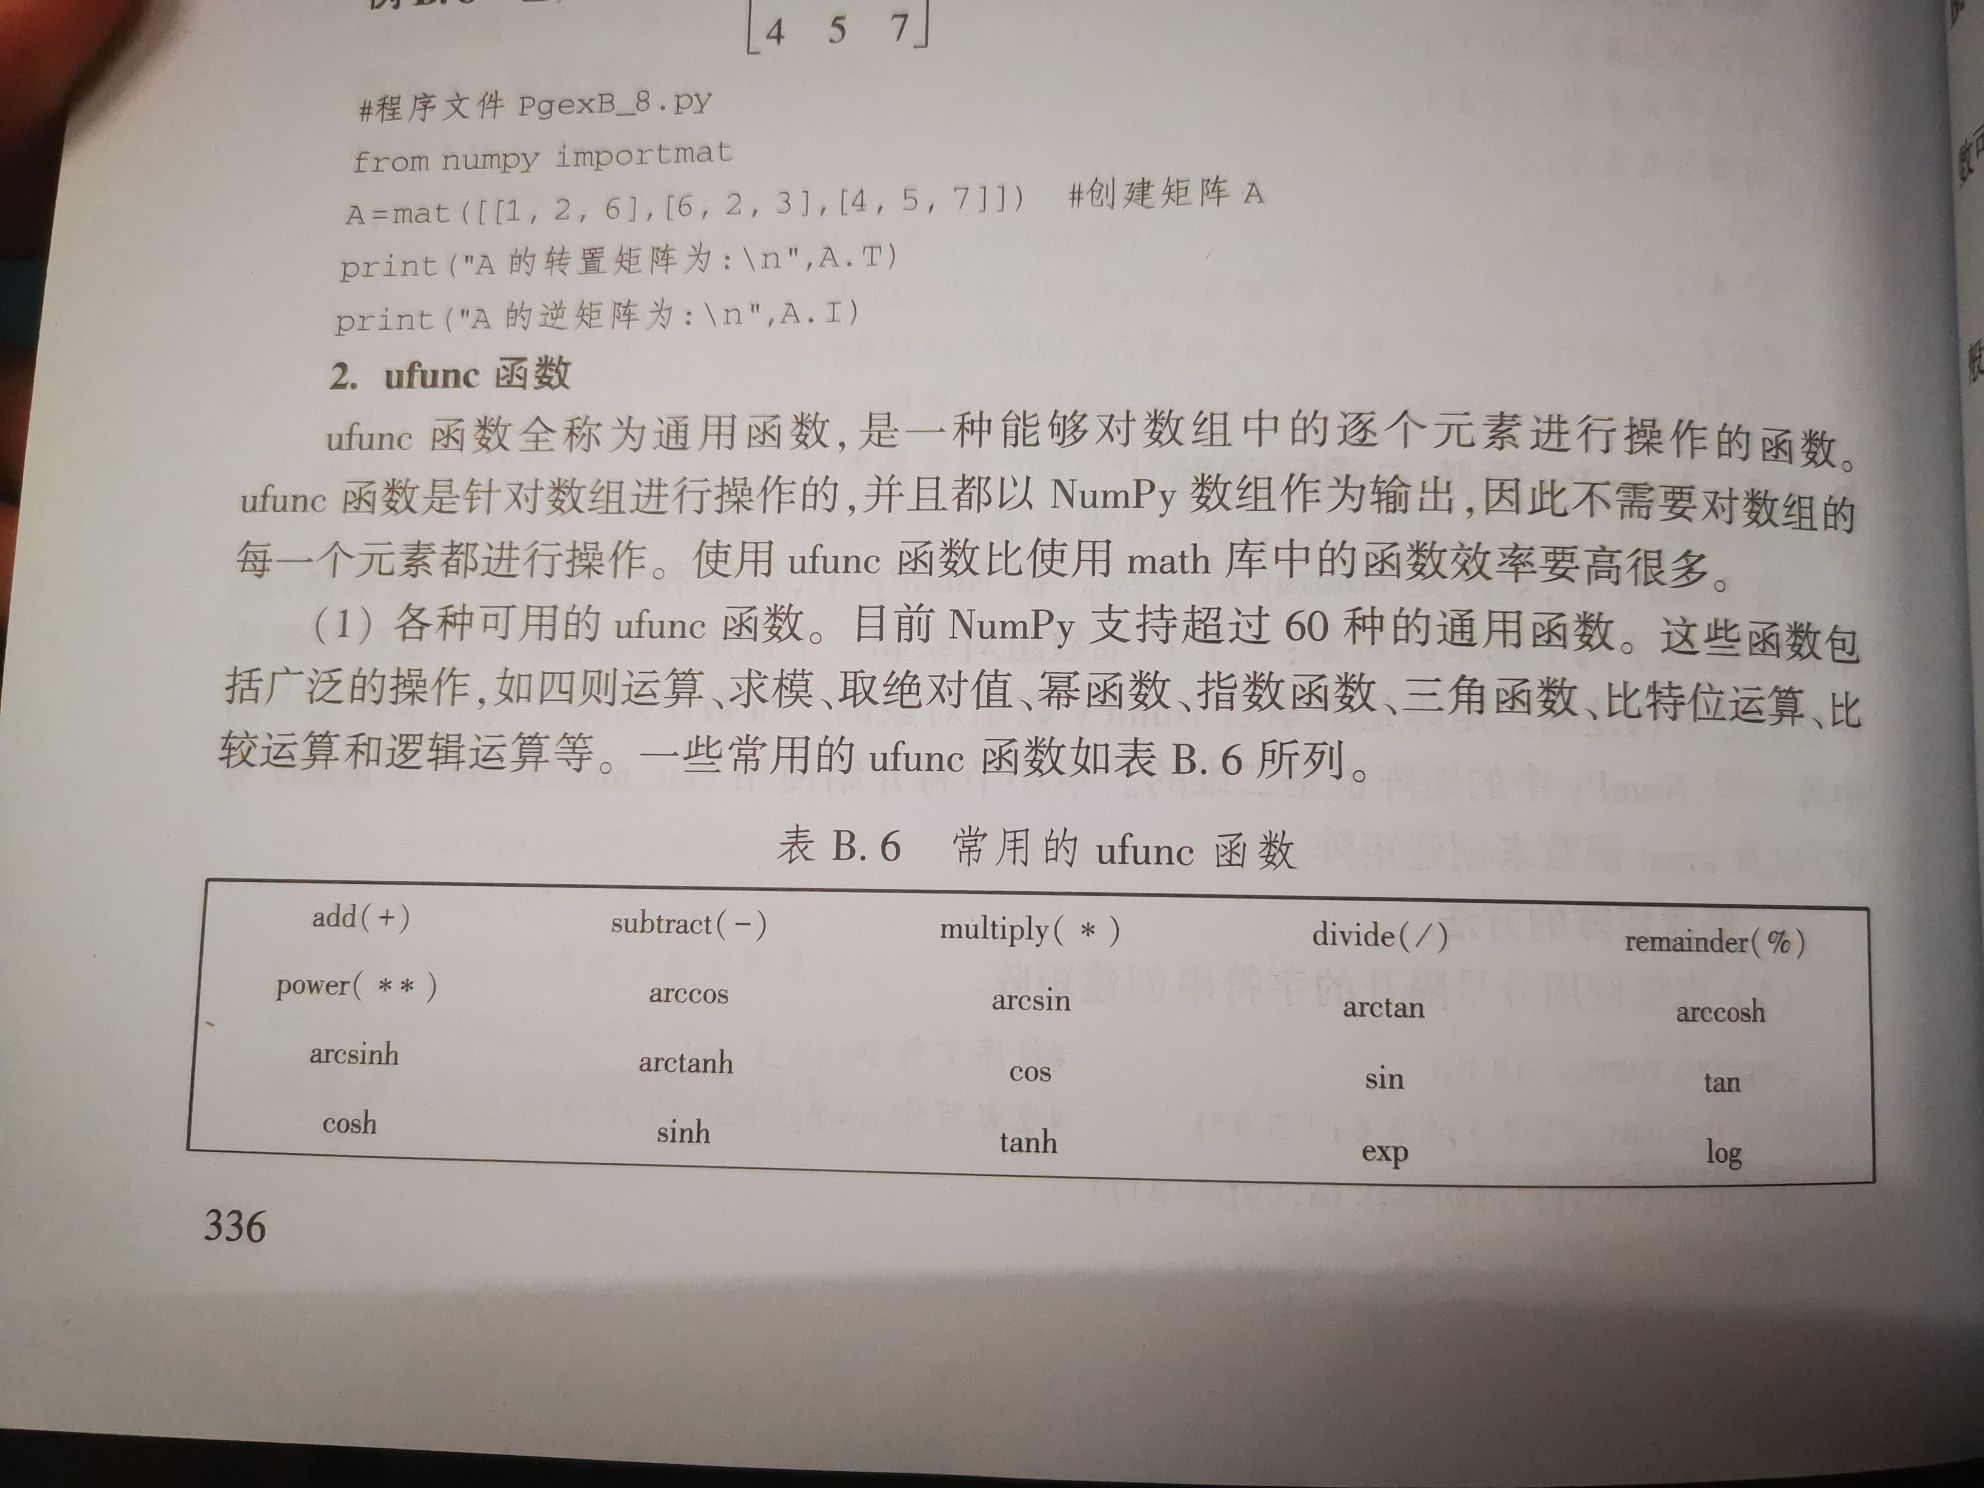 4 5 7
#程序文件 PgexB_8.py
from numpy importmat
A=mat([[1, 2, 6],[6, 2, 3],[4, 5, 7]]) #创建矩阵 A
print("A 的转置矩阵为:\n",A.T)
print("A 的逆矩阵为:\n",A.I)
2. ufunc 函数
ufunc 函数全称为通用函数,是一种能够对数组中的逐个元素进行操作的函数。
ufunc 函数是针对数组进行操作的,并且都以 NumPy 数组作为输出,因此不需要对数组的
每一个元素都进行操作。使用 ufunc 函数比使用 math 库中的函数效率要高很多。
(1) 各种可用的 ufunc 函数。目前 NumPy 支持超过 60 种的通用函数。这些函数包
括广泛的操作,如四则运算、求模、取绝对值、幂函数、指数函数、三角函数、比特位运算、比
较运算和逻辑运算等。一些常用的 ufunc 函数如表 B. 6 所列。
表 B. 6 常用的 ufunc 函数
add(+) subtract(-) multiply( * ) divide(/) remainder(%)
power( ** ) arccos arcsin arctan arccosh
arcsinh arctanh cos sin tan
cosh sinh tanh exp log
336